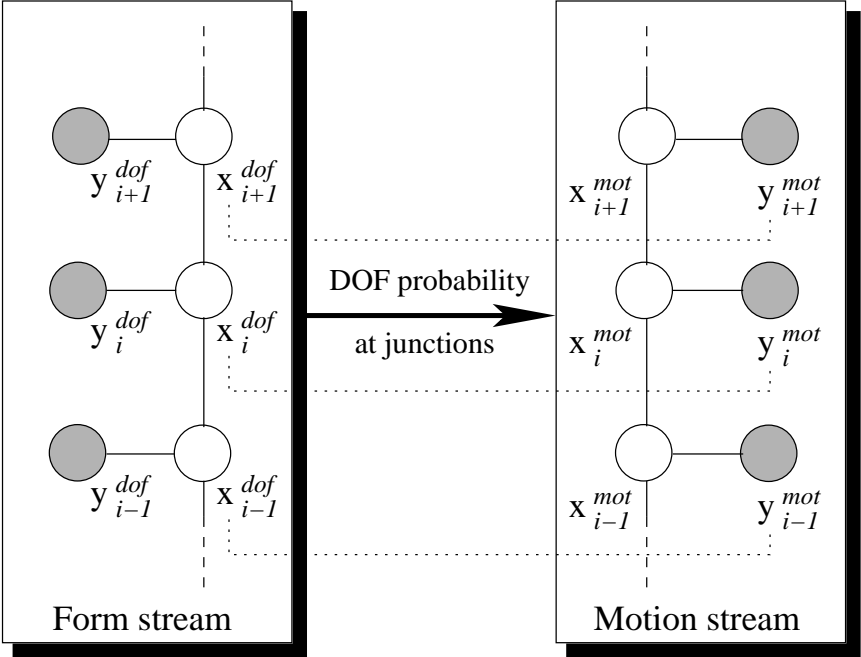 y dof i+1 x dof i+1 x mot i+1 y mot i+1
DOF probability
y dof i x dof i at junctions x mot i y mot i
y dof i−1 x dof i−1 x mot i−1 y mot i−1
Form stream Motion stream